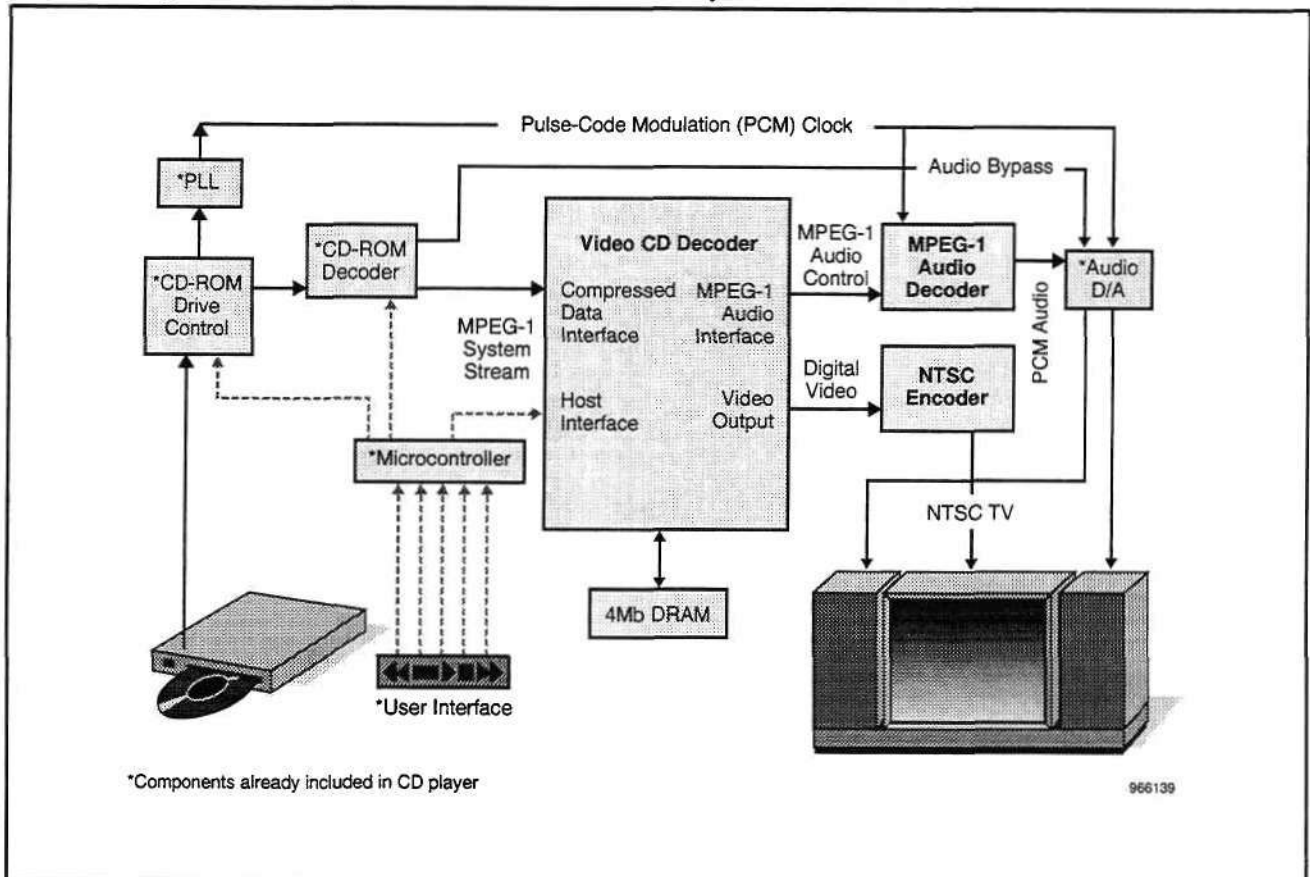 Pulse-Code Modulation (PCM) Clock
*PLL
Audio Bypass
*CD-ROM
Decoder
Video CD Decoder
MPEG-1
Audio
Control
MPEG-1
Audio
Decoder
*Audio
D/A
*CD-ROM
Drive
Control
Compressed
Data
Interface
MPEG-1
Audio
Interface
MPEG-1
System
Stream
PCM Audio
Digital
Video
NTSC
Encoder
Host
Interface
Video
Output
*Microcontroller
NTSC TV
4Mb DRAM
*User Interface
*Components already included in CD player
966139